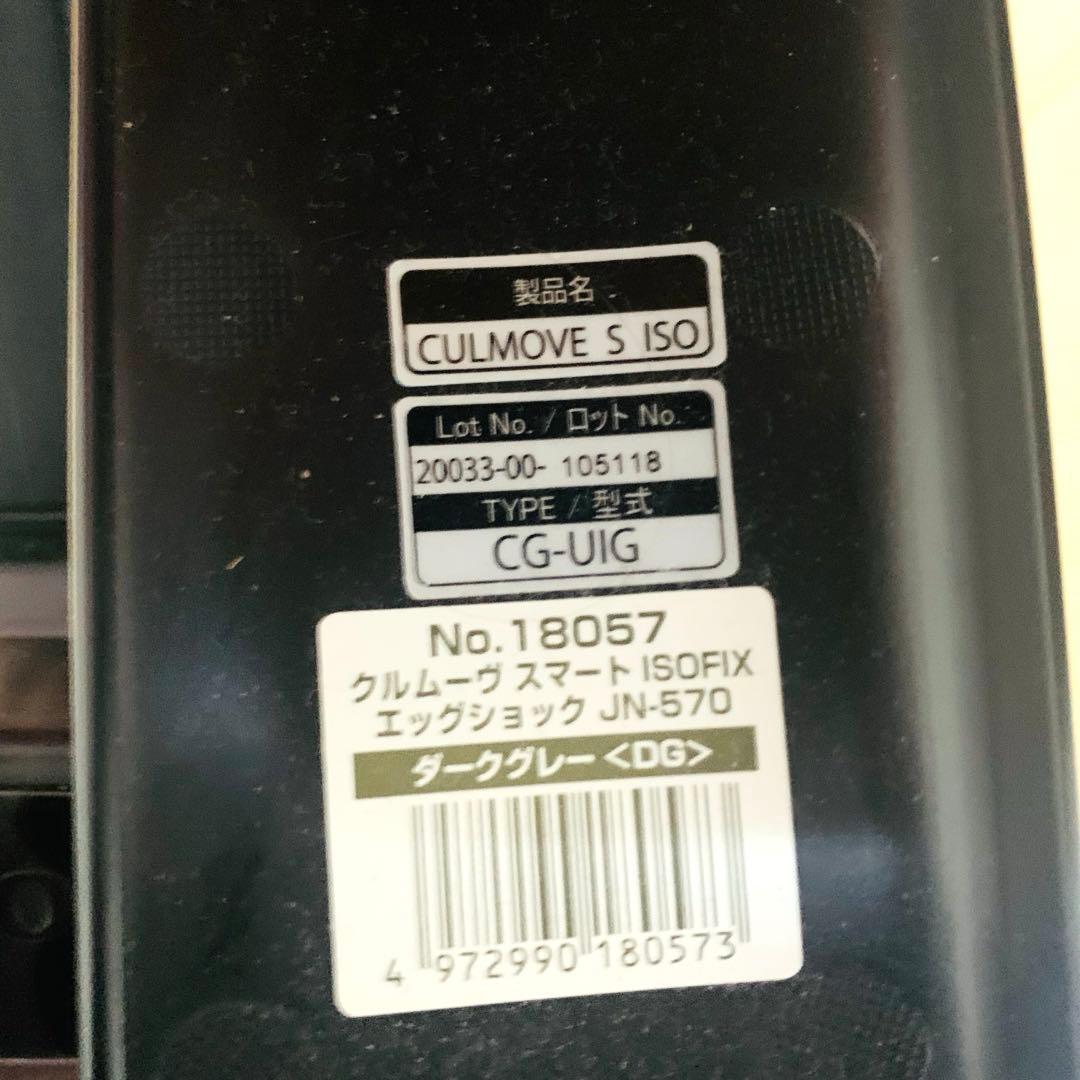 製品名
CULMOVE S ISO
Lot No. / ロット No.
20033-00- 105118
TYPE / 型式
CG-UIG
No.18057
クルムーヴ スマート ISOFIX
エッグショック JN-570
ダークグレー<DG>
4 972990 180573